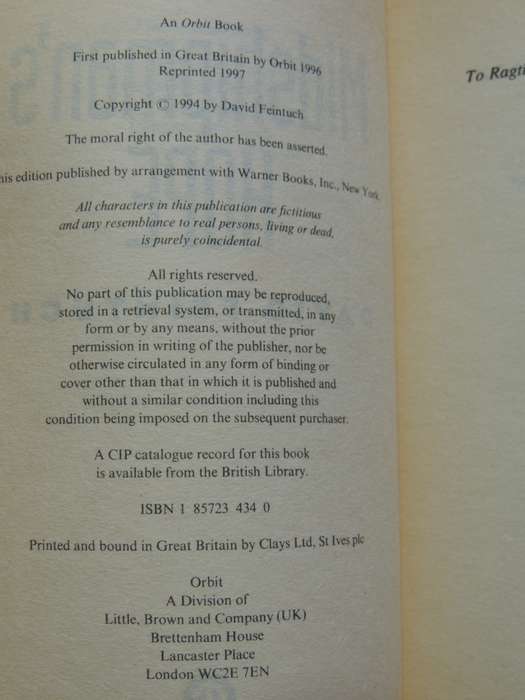 An Orbit Book
First published in Great Britain by Orbit 1996
Reprinted 1997
Copyright © 1994 by David Feintuch
The moral right of the author has been asserted.
his edition published by arrangement with Warner Books, Inc., New York
All characters in this publication are fictitious
and any resemblance to real persons, living or dead,
is purely coincidental.
All rights reserved.
No part of this publication may be reproduced,
stored in a retrieval system, or transmitted, in any
form or by any means, without the prior
permission in writing of the publisher, nor be
otherwise circulated in any form of binding or
cover other than that in which it is published and
without a similar condition including this
condition being imposed on the subsequent purchaser.
A CIP catalogue record for this book
is available from the British Library.
ISBN 1 85723 434 0
Printed and bound in Great Britain by Clays Ltd, St Ives plc
Orbit
A Division of
Little, Brown and Company (UK)
Brettenham House
Lancaster Place
London WC2E 7EN
To Ragti